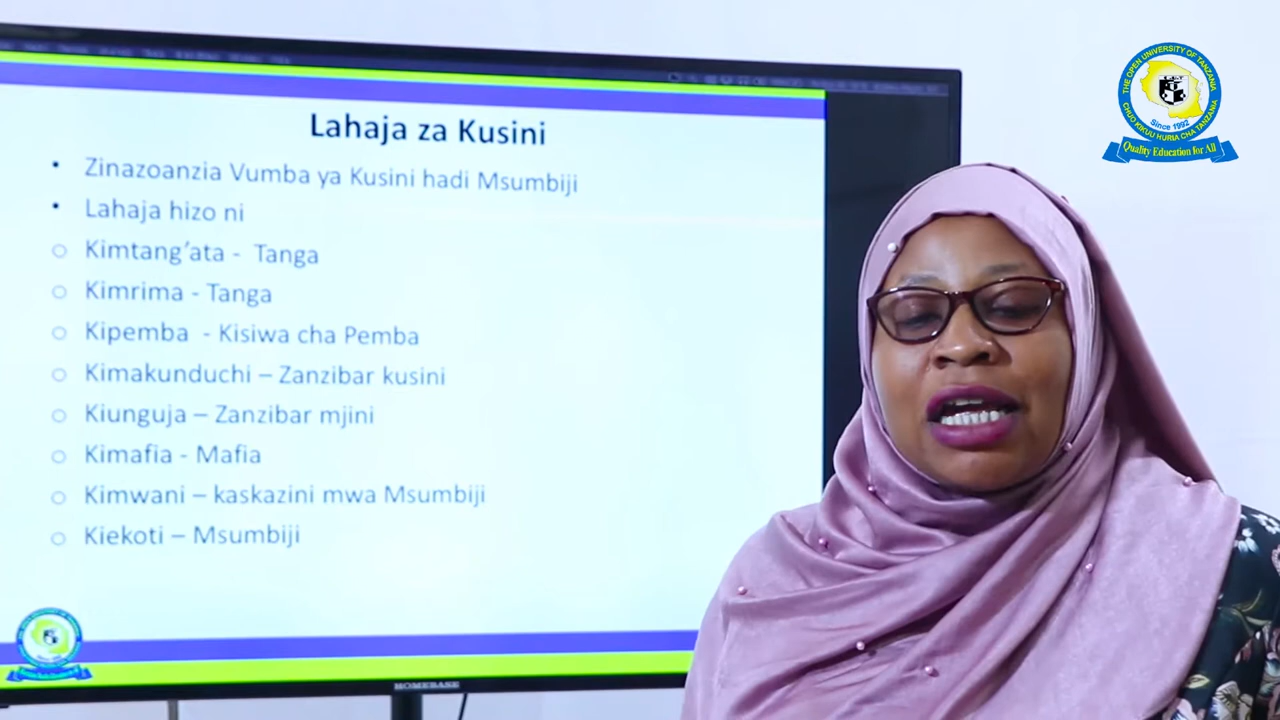 Lahaja za Kusini
• Zinazoanzia Vumba ya Kusini hadi Msumbiji
• Lahaja hizo ni
○ Kimtang’ata - Tanga
○ Kimrima - Tanga
○ Kipemba - Kisiwa cha Pemba
○ Kimakunduchi – Zanzibar kusini
○ Kiunguja – Zanzibar mjini
○ Kimafia - Mafia
○ Kimwani – kaskazini mwa Msumbiji
○ Kiekoti – Msumbiji
HOMEBASE
THE OPEN UNIVERSITY OF TANZANIA
CHUO KIKUU HURIA CHA TANZANIA
Since 1992
Quality Education for All